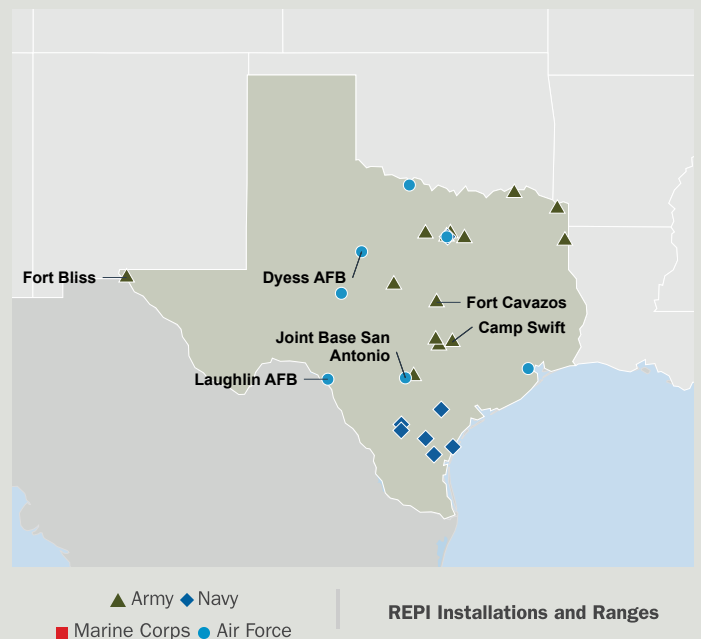 Fort Bliss
Dyess AFB
Fort Cavazos
Camp Swift
Joint Base San
Antonio
Laughlin AFB
Army Navy
Marine Corps Air Force
REPI Installations and Ranges